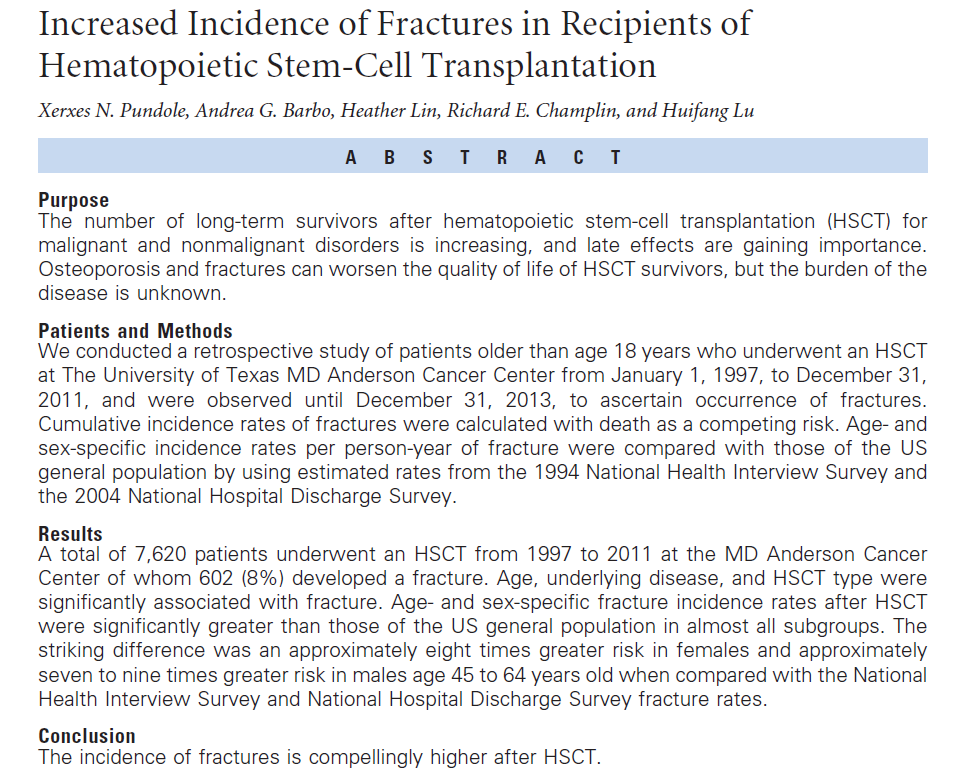 Increased Incidence of Fractures in Recipients of
Hematopoietic Stem-Cell Transplantation
Xerxes N. Pundole, Andrea G. Barbo, Heather Lin, Richard E. Champlin, and Huifang Lu
A B S T R A C T
Purpose
The number of long-term survivors after hematopoietic stem-cell transplantation (HSCT) for
malignant and nonmalignant disorders is increasing, and late effects are gaining importance.
Osteoporosis and fractures can worsen the quality of life of HSCT survivors, but the burden of the
disease is unknown.
Patients and Methods
We conducted a retrospective study of patients older than age 18 years who underwent an HSCT
at The University of Texas MD Anderson Cancer Center from January 1, 1997, to December 31,
2011, and were observed until December 31, 2013, to ascertain occurrence of fractures.
Cumulative incidence rates of fractures were calculated with death as a competing risk. Age- and
sex-specific incidence rates per person-year of fracture were compared with those of the US
general population by using estimated rates from the 1994 National Health Interview Survey and
the 2004 National Hospital Discharge Survey.
Results
A total of 7,620 patients underwent an HSCT from 1997 to 2011 at the MD Anderson Cancer
Center of whom 602 (8%) developed a fracture. Age, underlying disease, and HSCT type were
significantly associated with fracture. Age- and sex-specific fracture incidence rates after HSCT
were significantly greater than those of the US general population in almost all subgroups. The
striking difference was an approximately eight times greater risk in females and approximately
seven to nine times greater risk in males age 45 to 64 years old when compared with the National
Health Interview Survey and National Hospital Discharge Survey fracture rates.
Conclusion
The incidence of fractures is compellingly higher after HSCT.